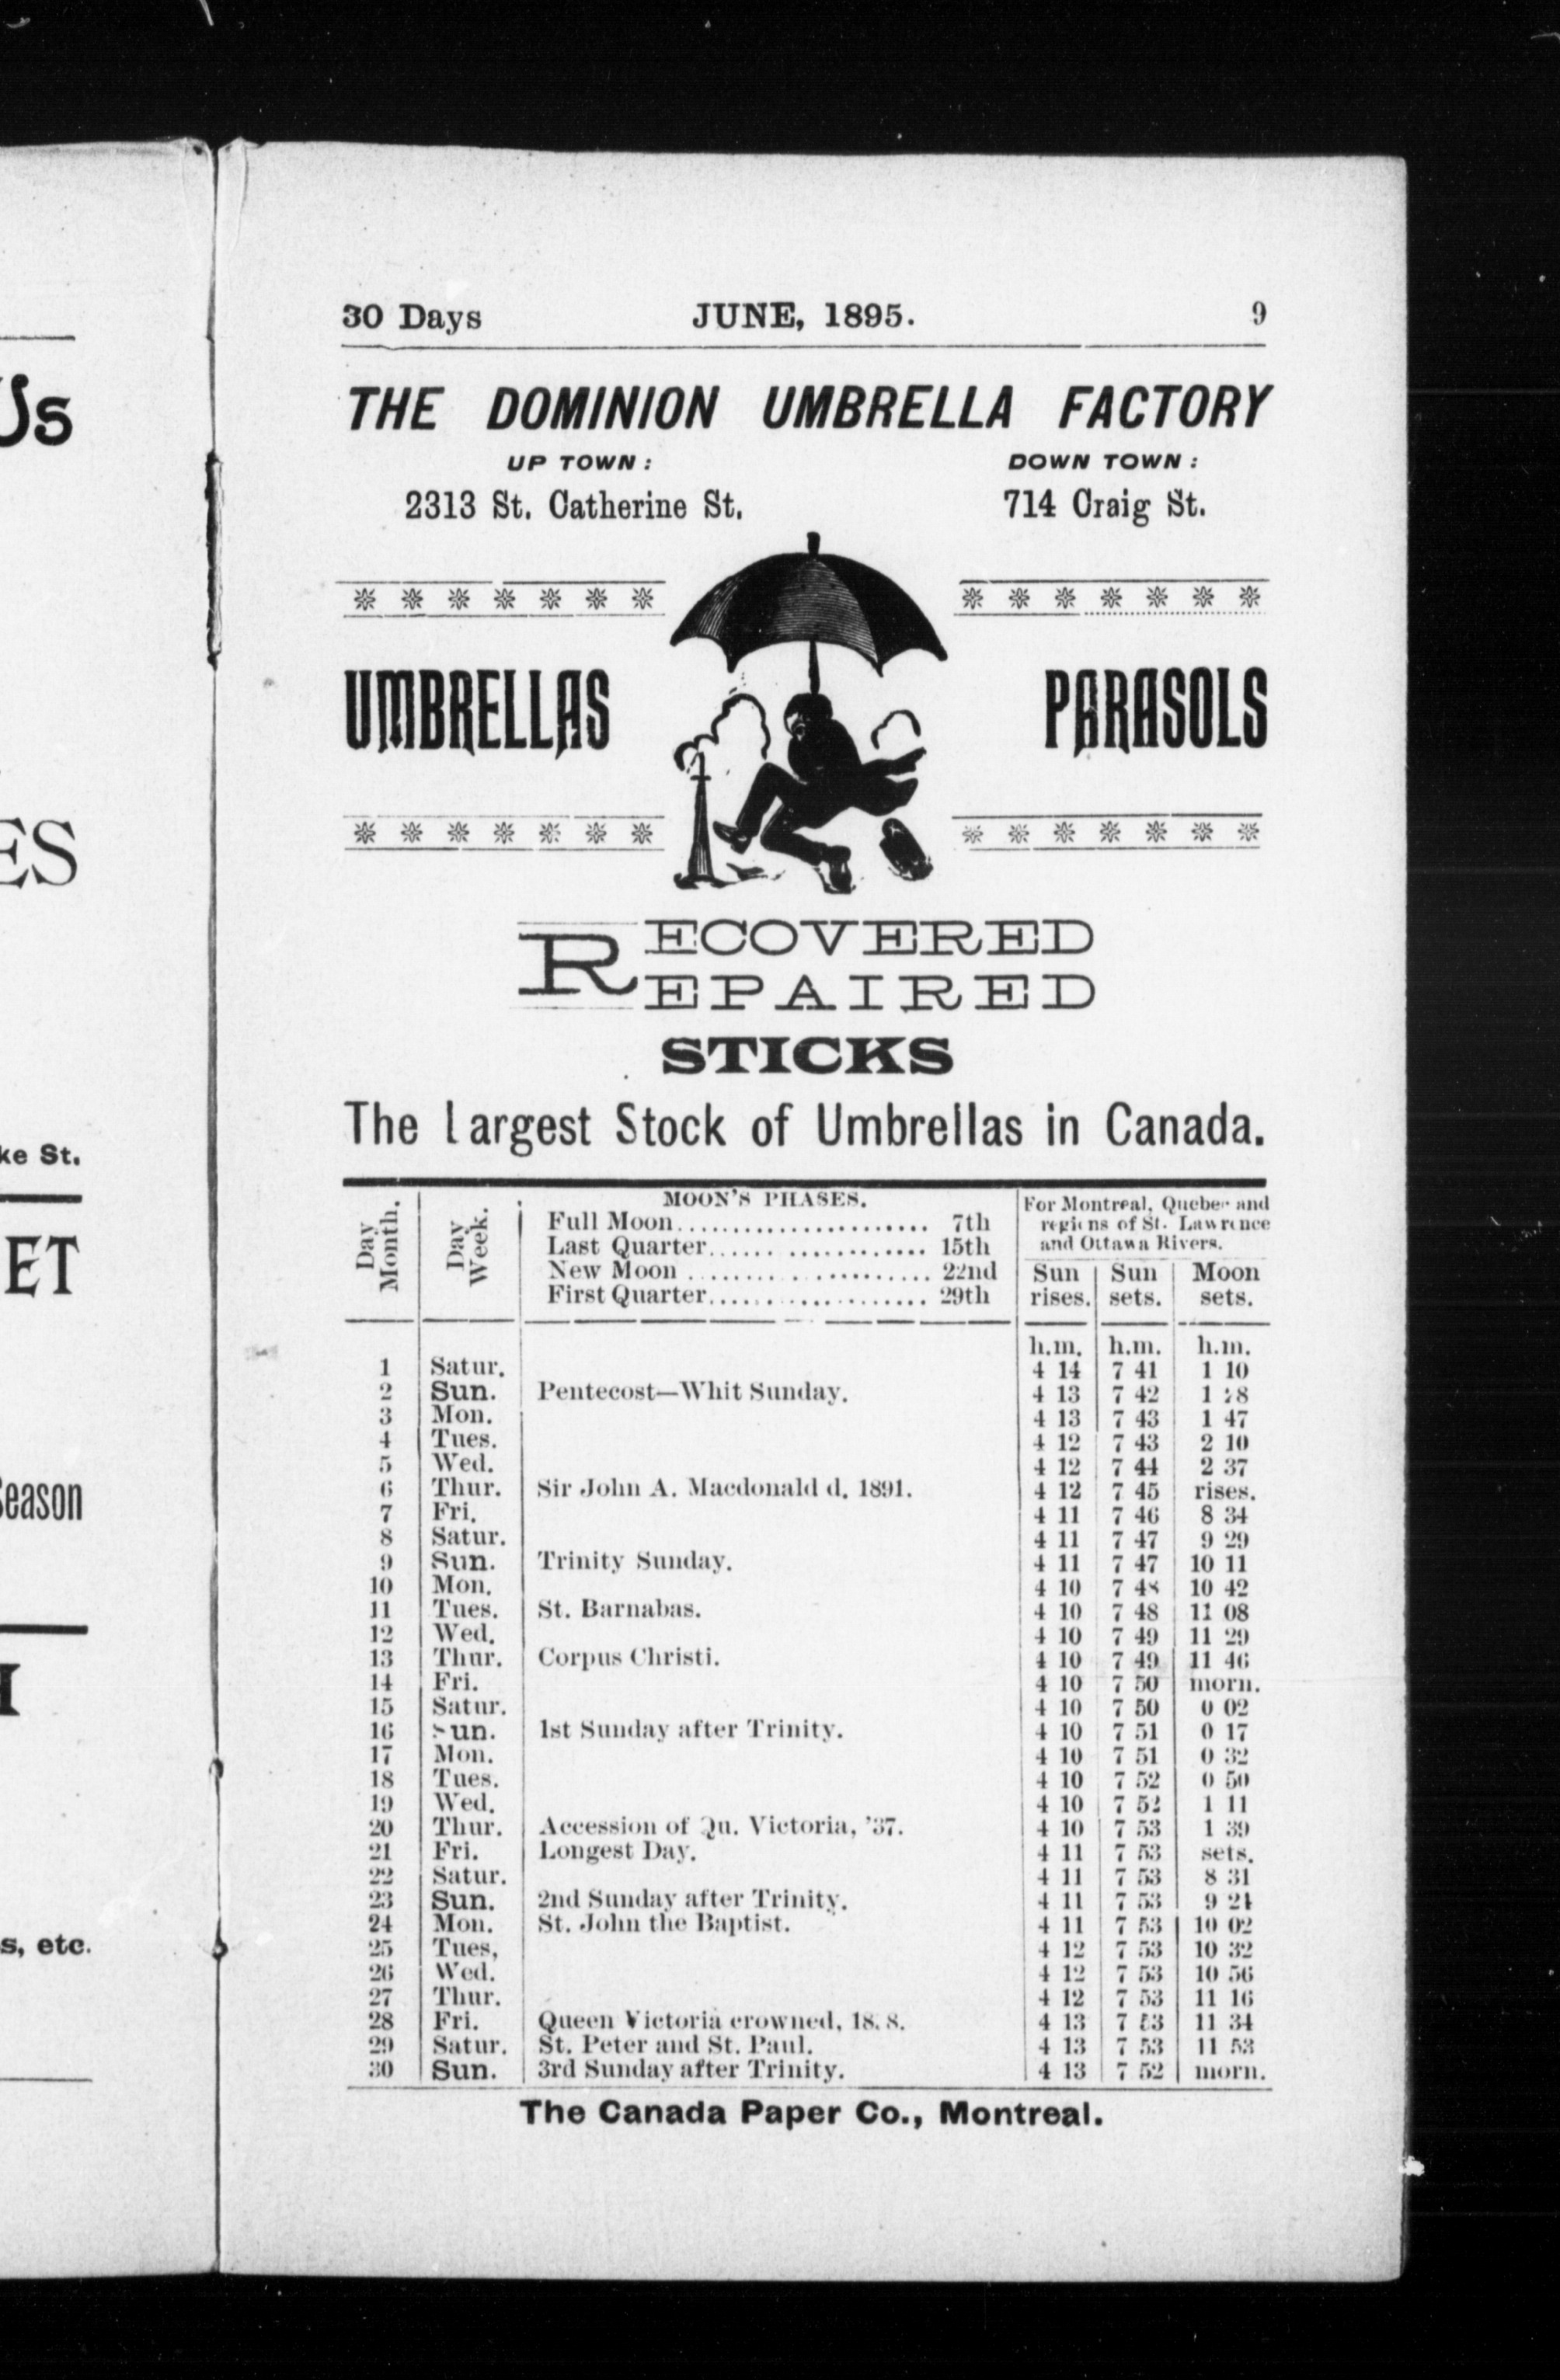 Us
ES
ke St.
ET
Season
s, etc.
30 Days JUNE, 1895. 9
THE DOMINION UMBRELLA FACTORY
UP TOWN: DOWN TOWN:
2313 St. Catherine St. 714 Craig St.
UMBRELLAS PARASOLS
RECOVERED
REPAIRED
STICKS
The Largest Stock of Umbrellas in Canada.
Day Month. Day Week. MOON'S PHASES. For Montreal, Quebec and
Full Moon 7th regions of St. Lawrence
Last Quarter 15th and Ottawa Rivers.
New Moon 22nd Sun Sun Moon
First Quarter 29th rises. sets. sets.
h.m. h.m. h.m.
1 Satur. 4 14 7 41 1 10
2 Sun. Pentecost—Whit Sunday. 4 13 7 42 1 28
3 Mon. 4 13 7 43 1 47
4 Tues. 4 12 7 43 2 10
5 Wed. 4 12 7 44 2 37
6 Thur. Sir John A. Macdonald d. 1891. 4 12 7 45 rises.
7 Fri. 4 11 7 46 8 34
8 Satur. 4 11 7 47 9 29
9 Sun. Trinity Sunday. 4 11 7 47 10 11
10 Mon. 4 10 7 48 10 42
11 Tues. St. Barnabas. 4 10 7 48 11 08
12 Wed. 4 10 7 49 11 29
13 Thur. Corpus Christi. 4 10 7 49 11 46
14 Fri. 4 10 7 50 morn.
15 Satur. 4 10 7 50 0 02
16 Sun. 1st Sunday after Trinity. 4 10 7 51 0 17
17 Mon. 4 10 7 51 0 32
18 Tues. 4 10 7 52 0 50
19 Wed. 4 10 7 52 1 11
20 Thur. Accession of Qu. Victoria, '37. 4 10 7 53 1 39
21 Fri. Longest Day. 4 11 7 53 sets.
22 Satur. 4 11 7 53 8 31
23 Sun. 2nd Sunday after Trinity. 4 11 7 53 9 24
24 Mon. St. John the Baptist. 4 11 7 53 10 02
25 Tues, 4 12 7 53 10 32
26 Wed. 4 12 7 53 10 56
27 Thur. 4 12 7 53 11 16
28 Fri. Queen Victoria crowned, 4 13 7 53 11 34
29 Satur. St. Peter and St. Paul. 4 13 7 53 11 53
30 Sun. 3rd Sunday after Trinity. 4 13 7 52 morn.
The Canada Paper Co., Montreal.